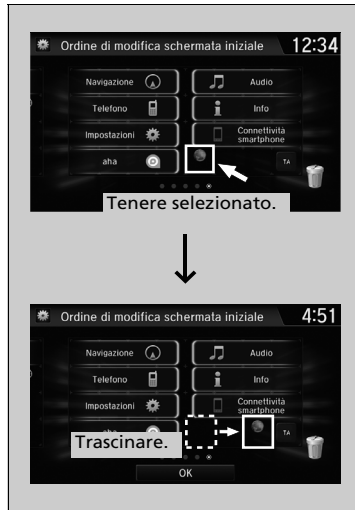 Ordine di modifica schermata iniziale 12:34
Navigazione Audio
Telefono Info
Impostazioni Connettività smartphone
aha TA
Tenere selezionato.
Ordine di modifica schermata iniziale 4:51
Navigazione Audio
Telefono Info
Impostazioni Connettività smartphone
aha TA
Trascinare.
OK